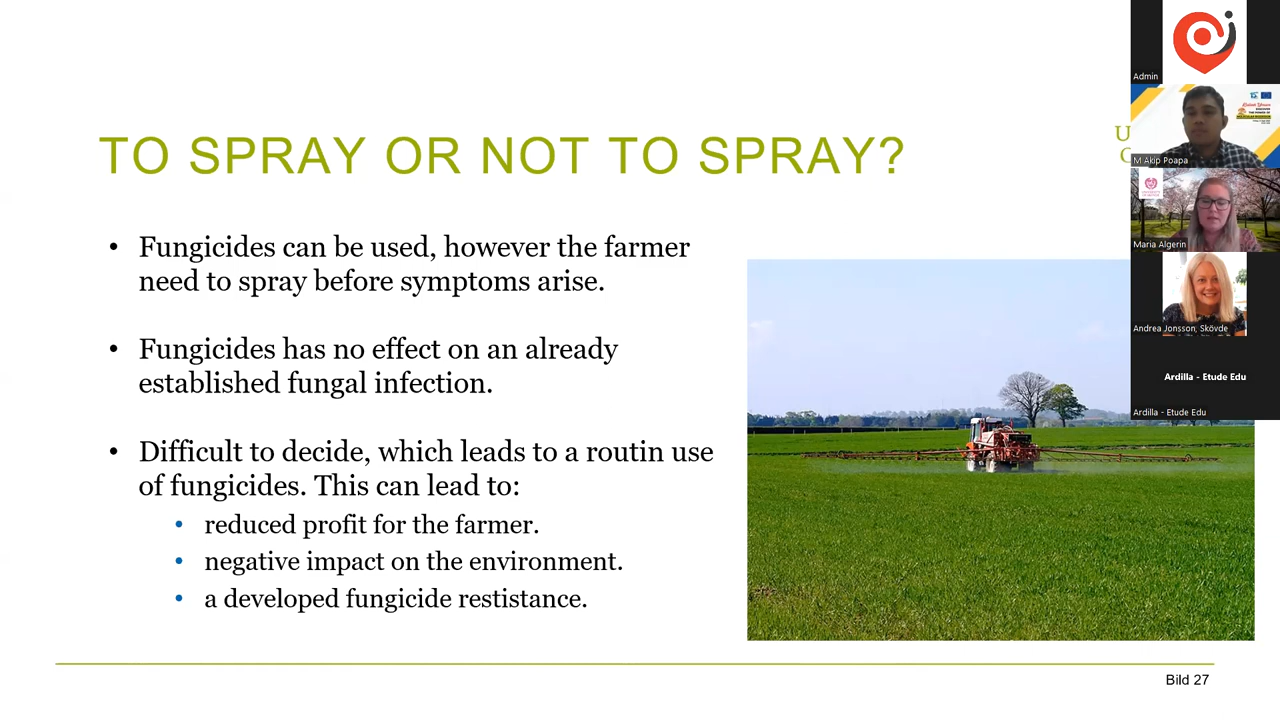 TO SPRAY OR NOT TO SPRAY?
• Fungicides can be used, however the farmer
need to spray before symptoms arise.
• Fungicides has no effect on an already
established fungal infection.
• Difficult to decide, which leads to a routin use
of fungicides. This can lead to:
• reduced profit for the farmer.
• negative impact on the environment.
• a developed fungicide restistance.
Bild 27
Admin
M Akip Poapa
Maria Algerin
Andrea Jonsson, Skövde
Ardilla - Etude Edu
Ardilla - Etude Edu